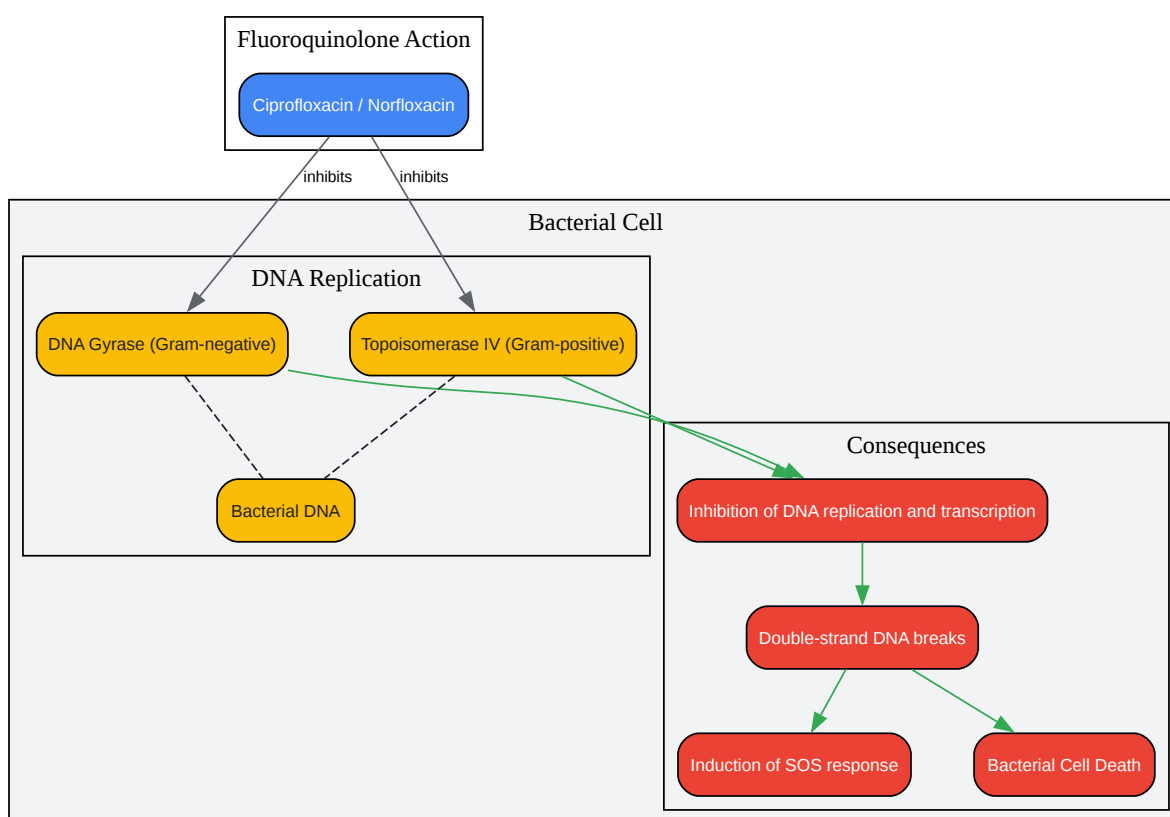 Fluoroquinolone Action
Ciprofloxacin / Norfloxacin
inhibits
inhibits
Bacterial Cell
DNA Replication
DNA Gyrase (Gram-negative)
Topoisomerase IV (Gram-positive)
Bacterial DNA
Consequences
Inhibition of DNA replication and transcription
Double-strand DNA breaks
Induction of SOS response
Bacterial Cell Death